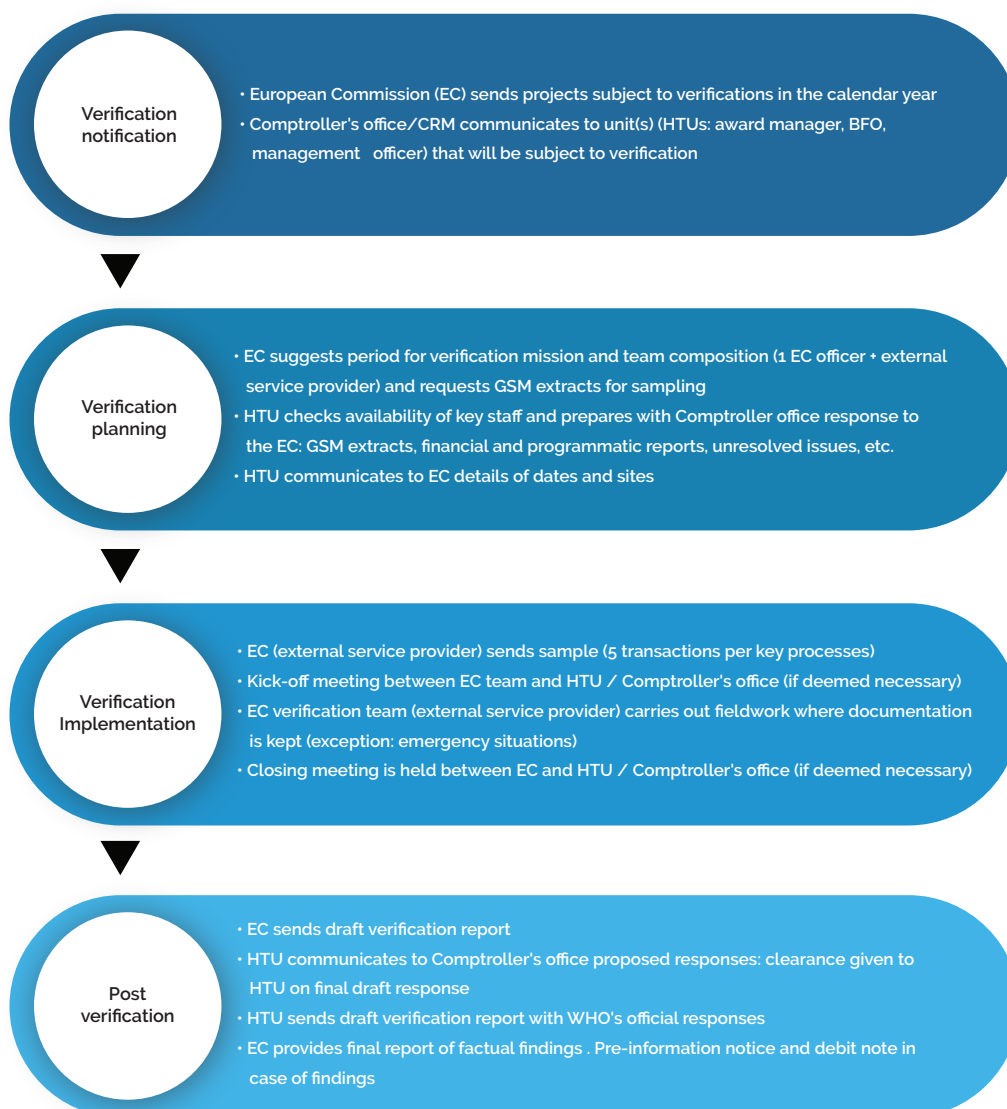 Verification
notification
• European Commission (EC) sends projects subject to verifications in the calendar year
• Comptroller's office/CRM communicates to unit(s) (HTUs: award manager, BFO,
management officer) that will be subject to verification
Verification
planning
• EC suggests period for verification mission and team composition (1 EC officer + external
service provider) and requests GSM extracts for sampling
• HTU checks availability of key staff and prepares with Comptroller office response to
the EC: GSM extracts, financial and programmatic reports, unresolved issues, etc.
• HTU communicates to EC details of dates and sites
Verification
Implementation
• EC (external service provider) sends sample (5 transactions per key processes)
• Kick-off meeting between EC team and HTU / Comptroller's office (if deemed necessary)
• EC verification team (external service provider) carries out fieldwork where documentation
is kept (exception: emergency situations)
• Closing meeting is held between EC and HTU / Comptroller's office (if deemed necessary)
Post
verification
• EC sends draft verification report
• HTU communicates to Comptroller's office proposed responses: clearance given to
HTU on final draft response
• HTU sends draft verification report with WHO's official responses
• EC provides final report of factual findings . Pre-information notice and debit note in
case of findings